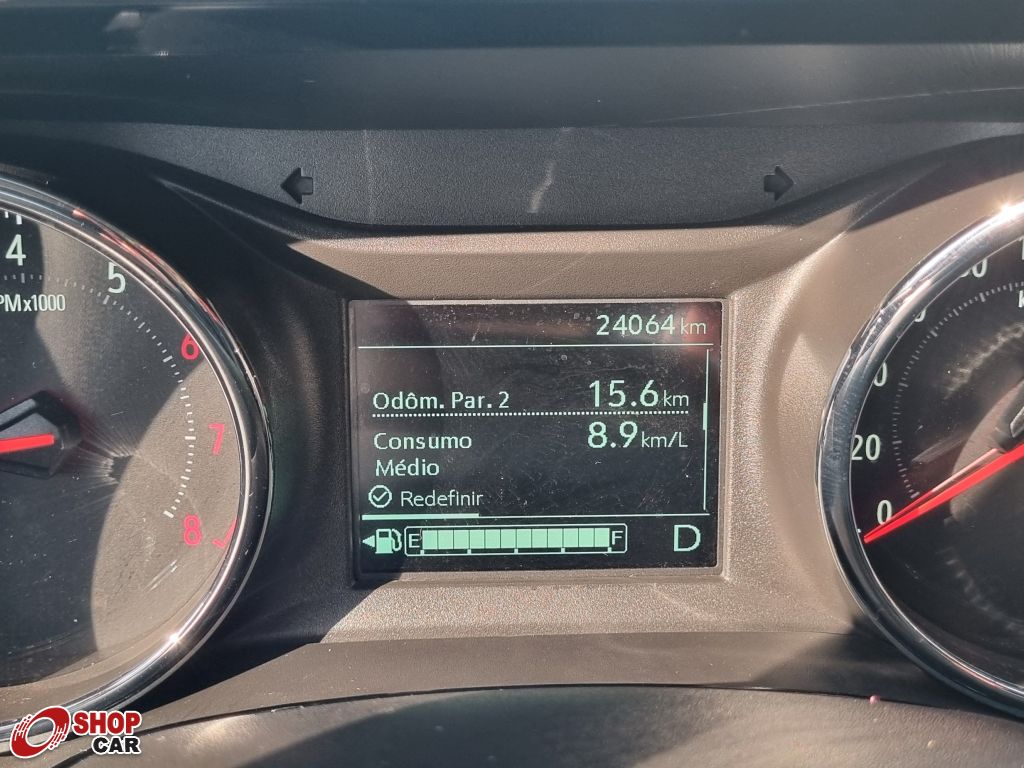 4
5
PMx1000
6
7
8
24064 km
Odôm. Par. 2 15.6 km
Consumo 8.9 km/L
Médio
Redefinir
E F D
20
0
SHOP
CAR